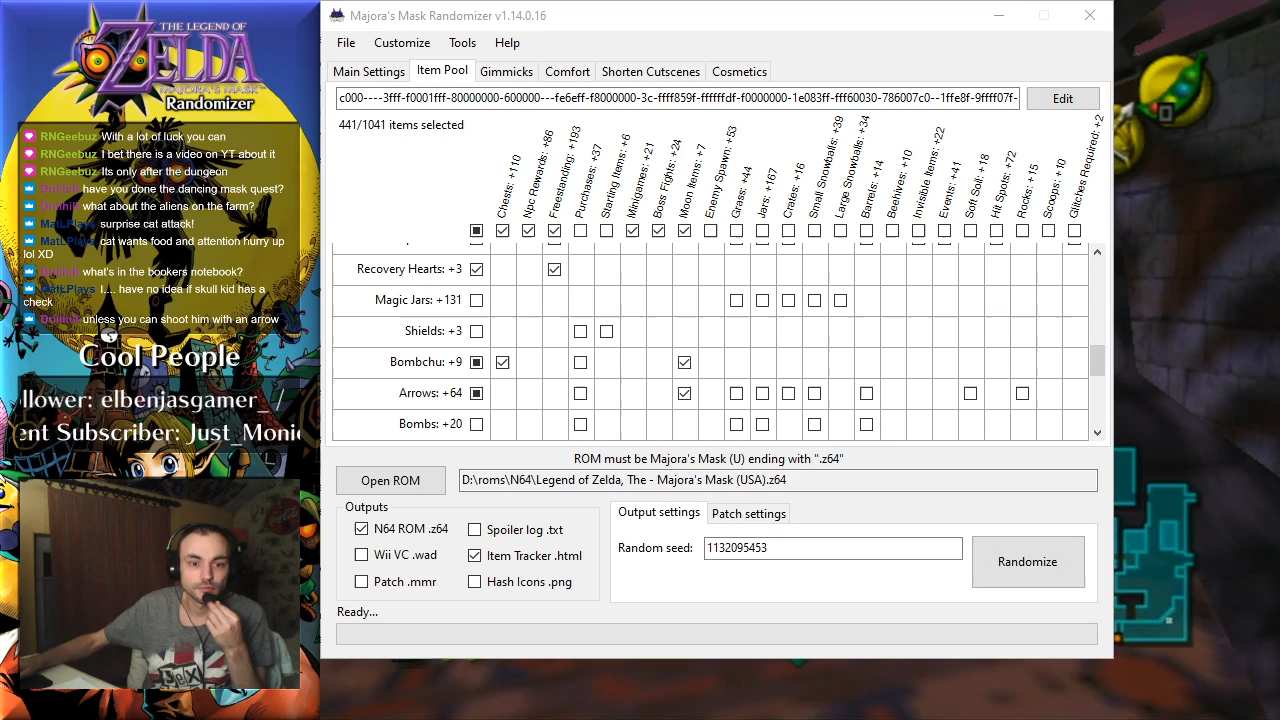 THE LEGEND OF
ZELDA
MAJORA'S MASK
Randomizer
RNGeebuz With a lot of luck you can
RNGeebuz I bet there is a video on YT about it
RNGeebuz Its only after the dungeon
have you done the dancing mask quest?
what about the aliens on the farm?
MatLPlays surprise cat attack!
MatLPlays cat wants food and attention hurry up
lol XD
what's in the bookers notebook?
MatLPlays I.... have no idea if skull kid has a
check
unless you can shoot him with an arrow
Cool People
llower: elbenjasgamer_ /
ent Subscriber: Just_Moni
Majora's Mask Randomizer v1.14.0.16
File Customize Tools Help
Main Settings Item Pool Gimmicks Comfort Shorten Cutscenes Cosmetics
c000----3fff-f0001fff-80000000-600000---fe6eff-f8000000-3c-ffff859f-ffffffdf-f0000000-1e083ff-fff60030-786007c0--1ffe8f-9ffff07f- Edit
441/1041 items selected
Chests: +110
Npc Rewards: +86
Freestanding: +193
Purchases: +37
Starting Items: +6
Minigames: +21
Boss Fights: +24
Moon Items: +7
Enemy Spawn: +53
Grass: +44
Jars: +67
Crates: +16
Small Snowballs: +39
Large Snowballs: +34
Barrels: +14
Beehives: +10
Invisible Items: +22
Events: +41
Soft Soil: +18
Hit Spots: +72
Rocks: +15
Scoops: +10
Glitches Required: +2
Recovery Hearts: +3
Magic Jars: +131
Shields: +3
Bombchu: +9
Arrows: +64
Bombs: +20
ROM must be Majora's Mask (U) ending with ".z64"
Open ROM D:\roms\N64\Legend of Zelda, The - Majora's Mask (USA).z64
Outputs
N64 ROM .z64 Spoiler log .txt
Wii VC .wad Item Tracker .html
Patch .mmr Hash Icons .png
Output settings Patch settings
Random seed: 1132095453 Randomize
Ready...